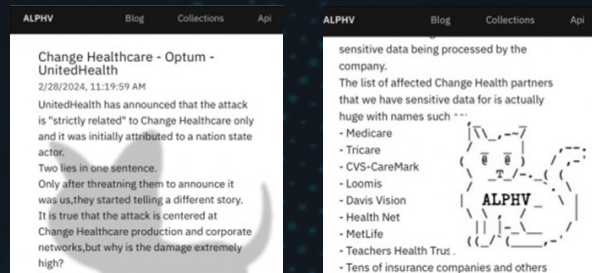 ALPHV Blog Collections Api
Change Healthcare - Optum -
UnitedHealth
2/28/2024, 11:19:59 AM
UnitedHealth has announced that the attack
is "strictly related" to Change Healthcare only
and it was initially attributed to a nation state
actor.
Two lies in one sentence.
Only after threatning them to announce it
was us,they started telling a different story.
It is true that the attack is centered at
Change Healthcare production and corporate
networks,but why is the damage extremely
high?
ALPHV Blog Collections Api
sensitive data being processed by the
company.
The list of affected Change Health partners
that we have sensitive data for is actually
huge with names such
- Medicare
- Tricare
- CVS-CareMark
- Loomis
- Davis Vision
- Health Net
- MetLife
- Teachers Health
- Tens of insurance companies and others
ALPHV